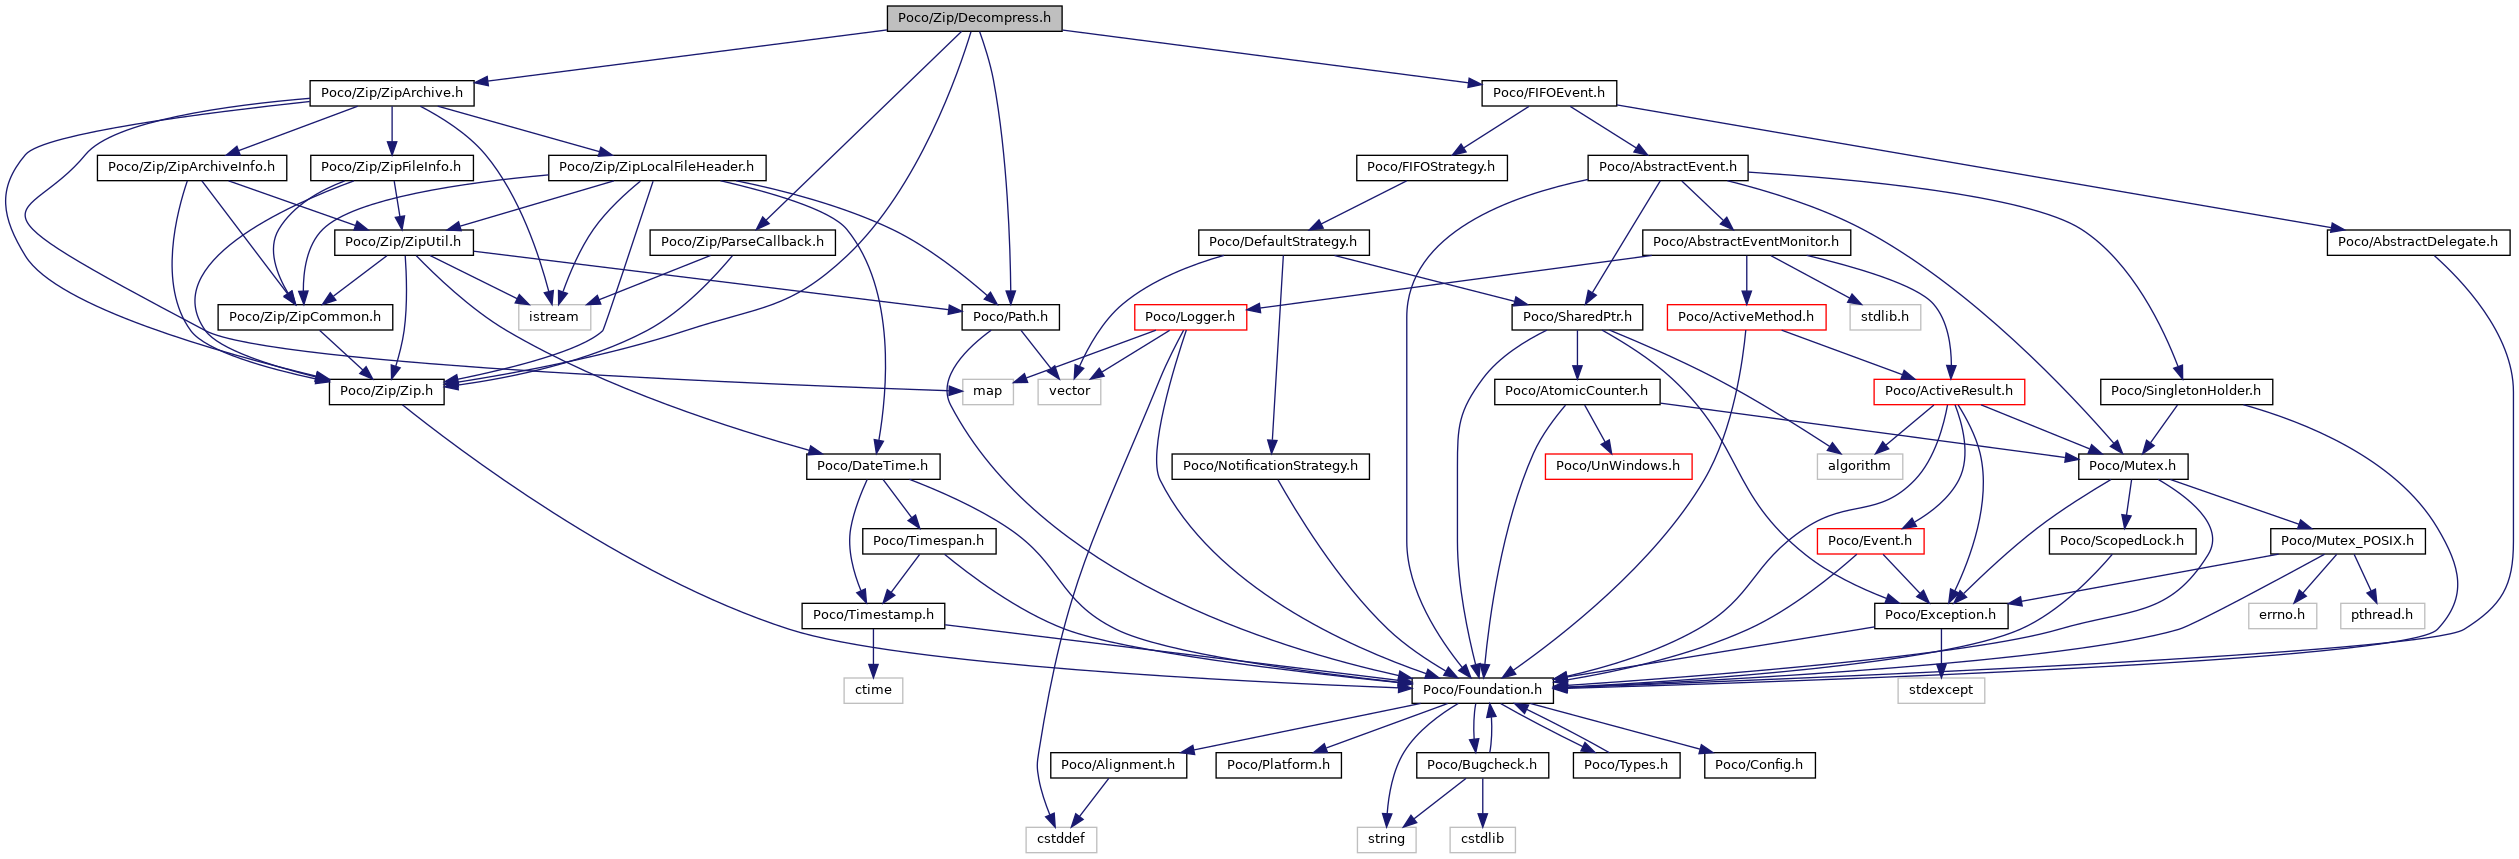 Poco/Zip/Decompress.h
Poco/Zip/ZipArchive.h
Poco/FIFOEvent.h
Poco/Zip/ZipArchiveInfo.h
Poco/Zip/ZipFileInfo.h
Poco/Zip/ZipLocalFileHeader.h
Poco/FIFOStrategy.h
Poco/AbstractEvent.h
Poco/Zip/ZipUtil.h
Poco/Zip/ParseCallback.h
Poco/DefaultStrategy.h
Poco/AbstractEventMonitor.h
Poco/AbstractDelegate.h
Poco/Zip/ZipCommon.h
istream
Poco/Path.h
Poco/Logger.h
Poco/SharedPtr.h
Poco/ActiveMethod.h
stdlib.h
Poco/Zip/Zip.h
map
vector
Poco/AtomicCounter.h
Poco/ActiveResult.h
Poco/SingletonHolder.h
Poco/DateTime.h
Poco/NotificationStrategy.h
Poco/UnWindows.h
algorithm
Poco/Mutex.h
Poco/Timespan.h
Poco/Event.h
Poco/ScopedLock.h
Poco/Mutex_POSIX.h
Poco/Timestamp.h
Poco/Exception.h
errno.h
pthread.h
ctime
Poco/Foundation.h
stdexcept
Poco/Alignment.h
Poco/Platform.h
Poco/Bugcheck.h
Poco/Types.h
Poco/Config.h
cstddef
string
cstdlib